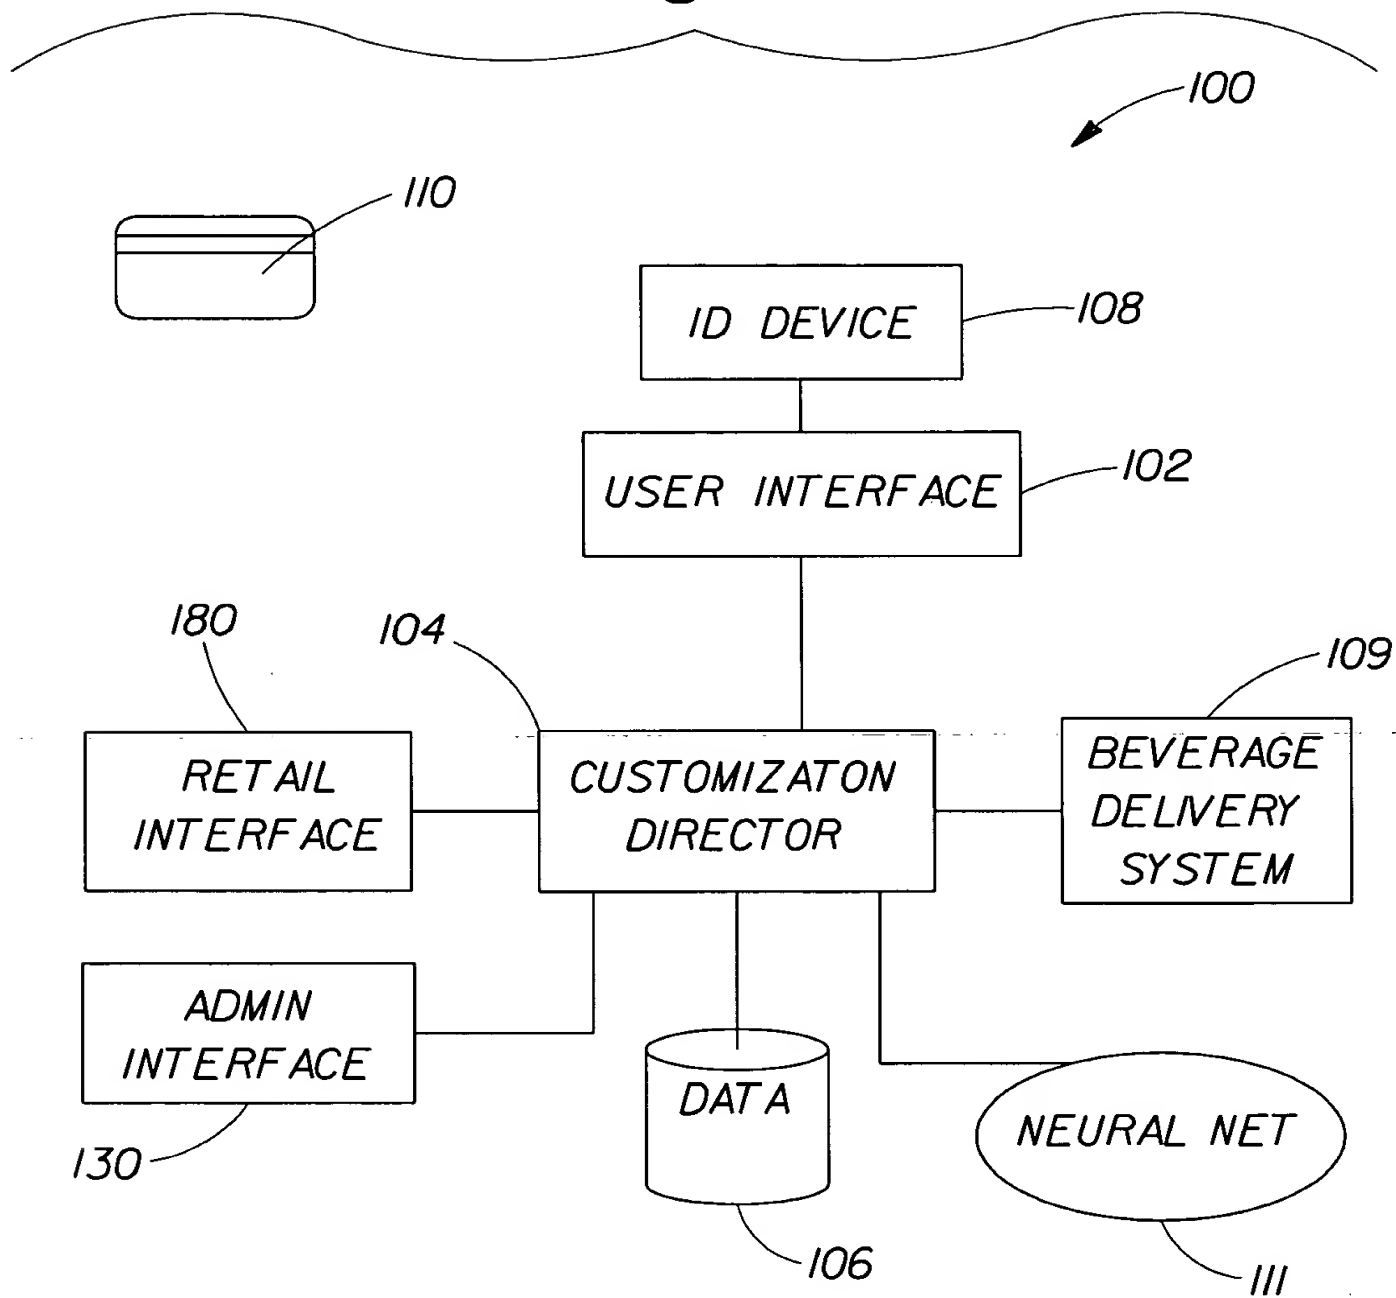 100
110
ID DEVICE
108
USER INTERFACE
102
180
104
109
RETAIL
INTERFACE
CUSTOMIZATON
DIRECTOR
BEVERAGE
DELIVERY
SYSTEM
ADMIN
INTERFACE
130
DATA
106
NEURAL NET
111